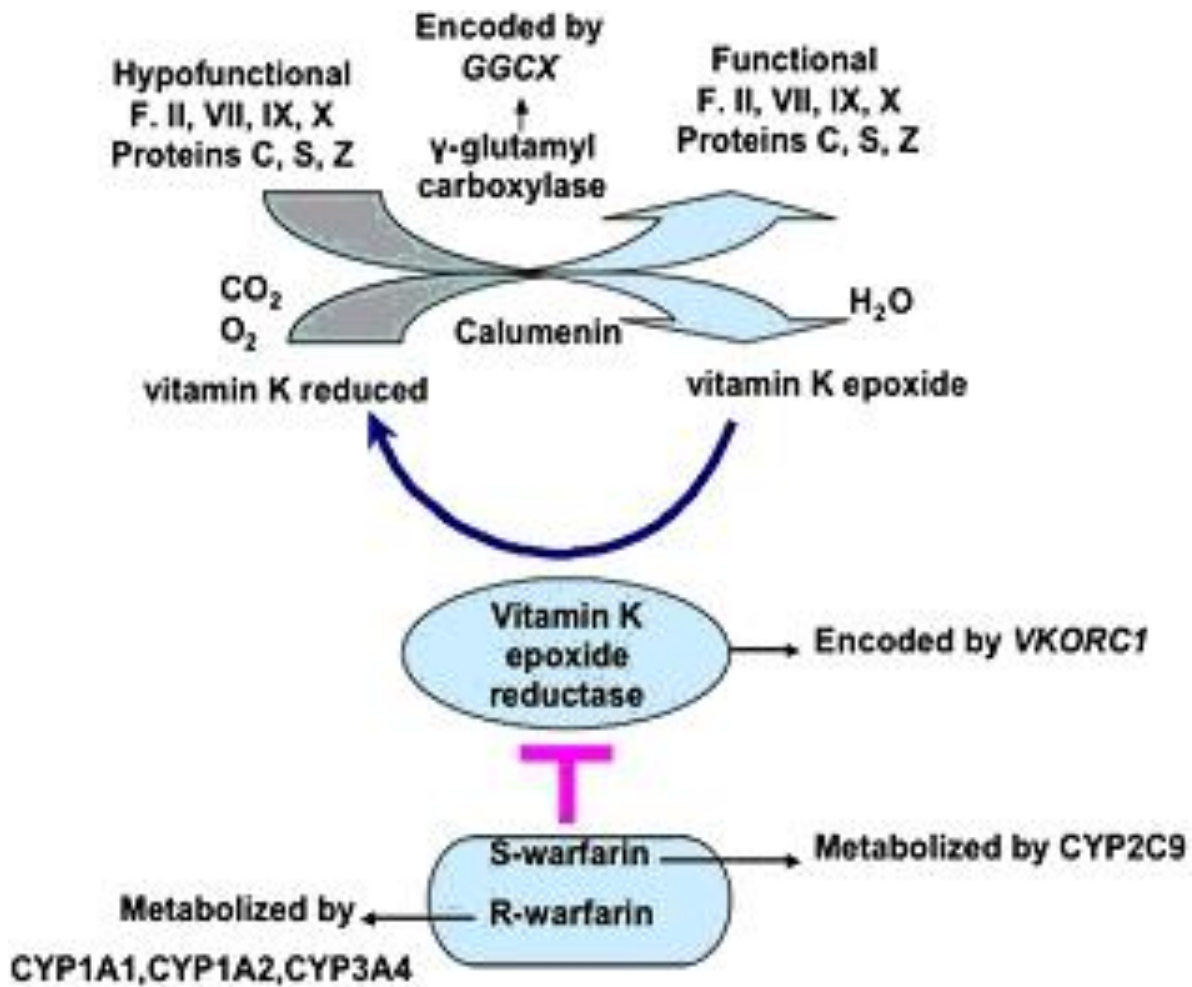 Encoded by
GGCX
γ-glutamyl
carboxylase
Hypofunctional
F. II, VII, IX, X
Proteins C, S, Z
Functional
F. II, VII, IX, X
Proteins C, S, Z
CO₂
O₂
Calumenin
H₂O
vitamin K reduced
vitamin K epoxide
Vitamin K
epoxide
reductase
Encoded by VKORC1
S-warfarin
Metabolized by CYP2C9
R-warfarin
Metabolized by
CYP1A1,CYP1A2,CYP3A4